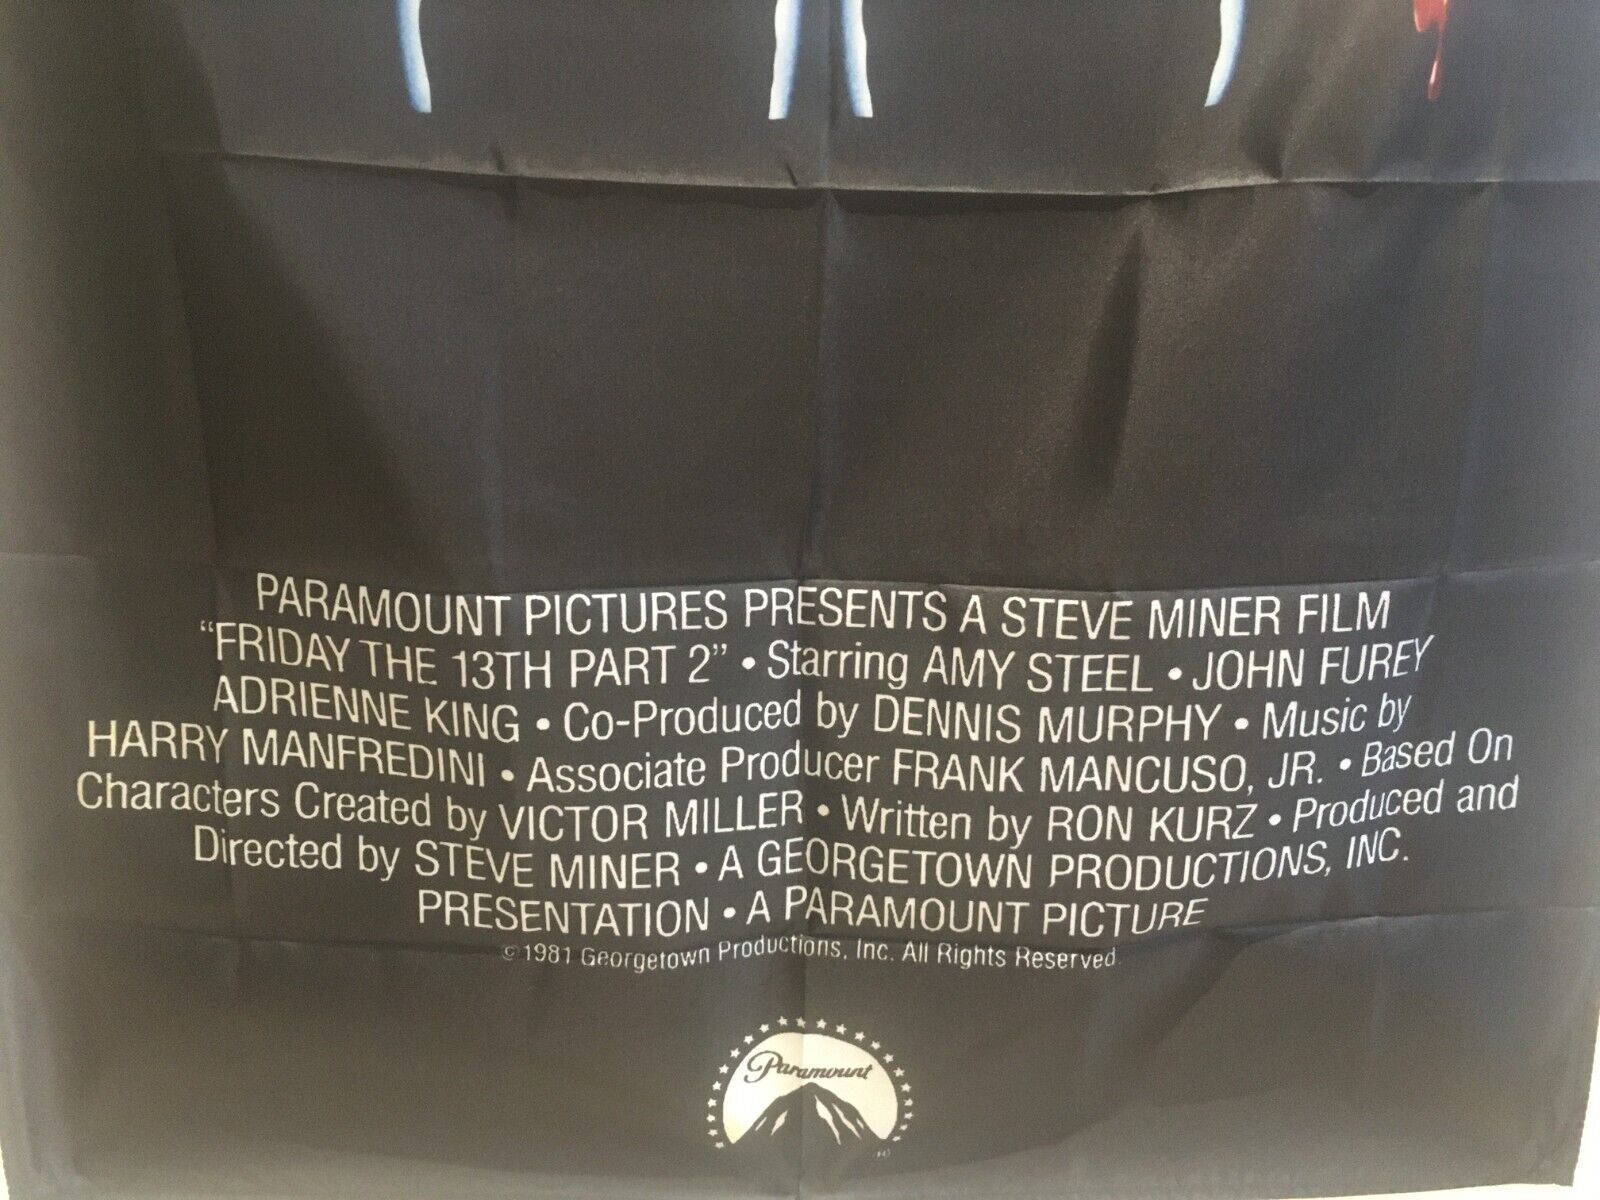 PARAMOUNT PICTURES PRESENTS A STEVE MINER FILM
“FRIDAY THE 13TH PART 2” • Starring AMY STEEL • JOHN FUREY
ADRIENNE KING • Co-Produced by DENNIS MURPHY • Music by
HARRY MANFREDINI • Associate Producer FRANK MANCUSO, JR. • Based On
Characters Created by VICTOR MILLER • Written by RON KURZ • Produced and
Directed by STEVE MINER • A GEORGETOWN PRODUCTIONS, INC.
PRESENTATION • A PARAMOUNT PICTURE
©1981 Georgetown Productions, Inc. All Rights Reserved.
Paramount